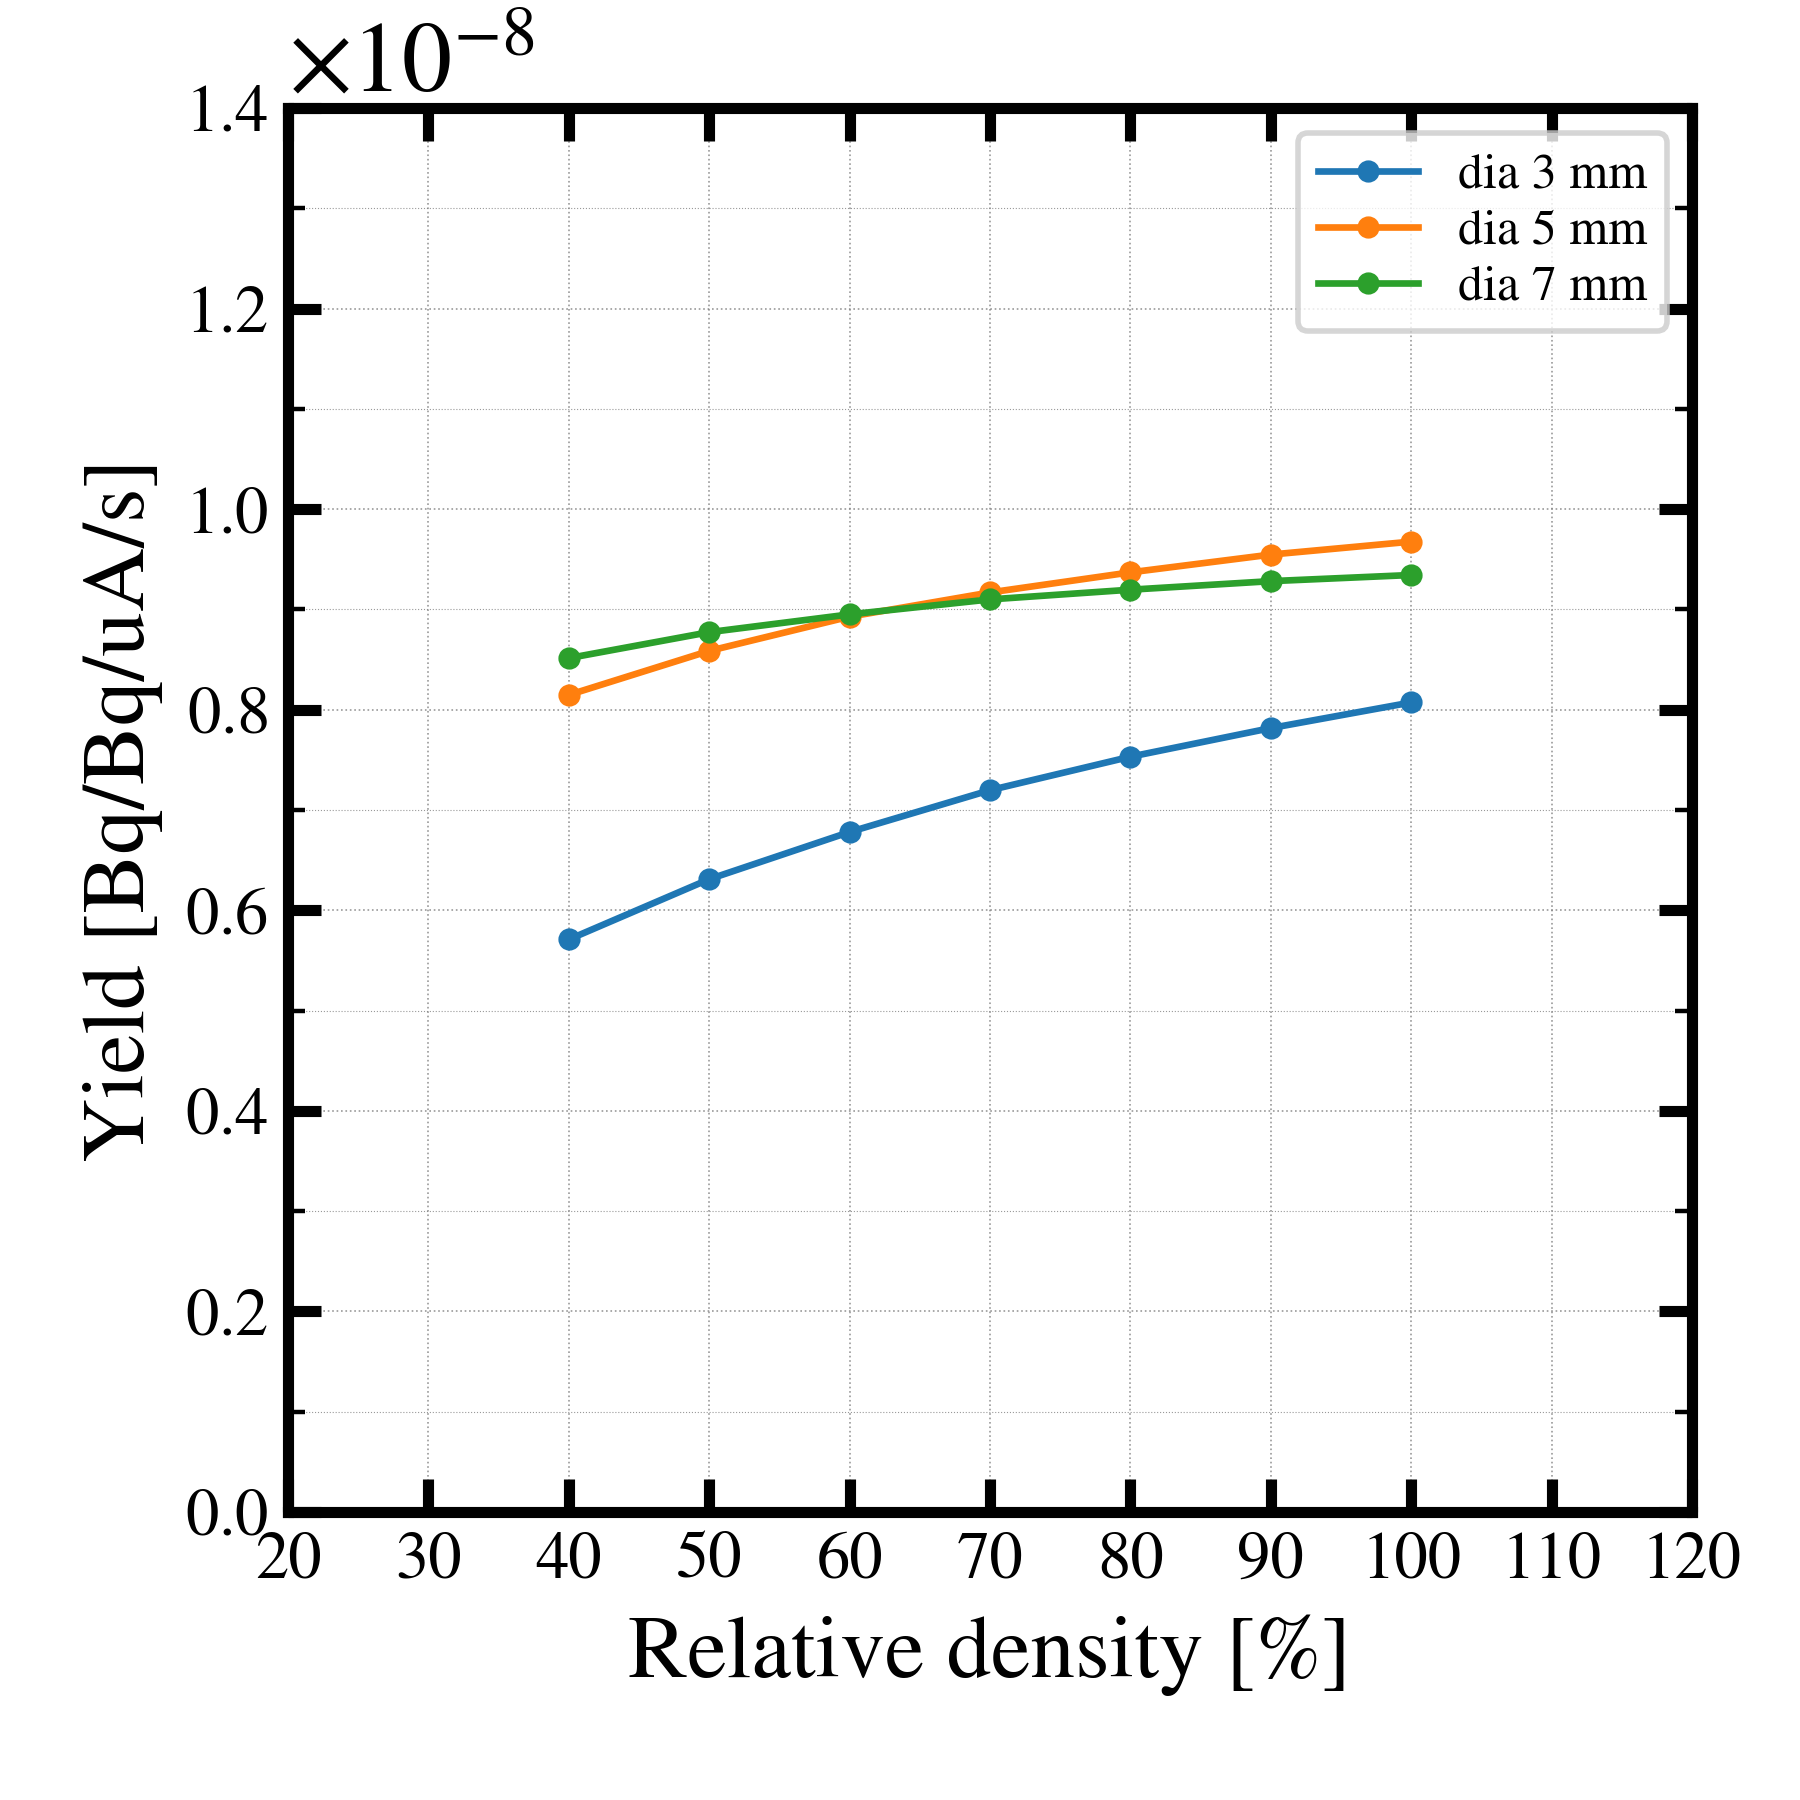 ×10⁻⁸
1.4
1.2
1.0
0.8
0.6
0.4
0.2
0.0
Yield [Bq/Bq/uA/s]
dia 3 mm
dia 5 mm
dia 7 mm
20 30 40 50 60 70 80 90 100 110 120
Relative density [%]